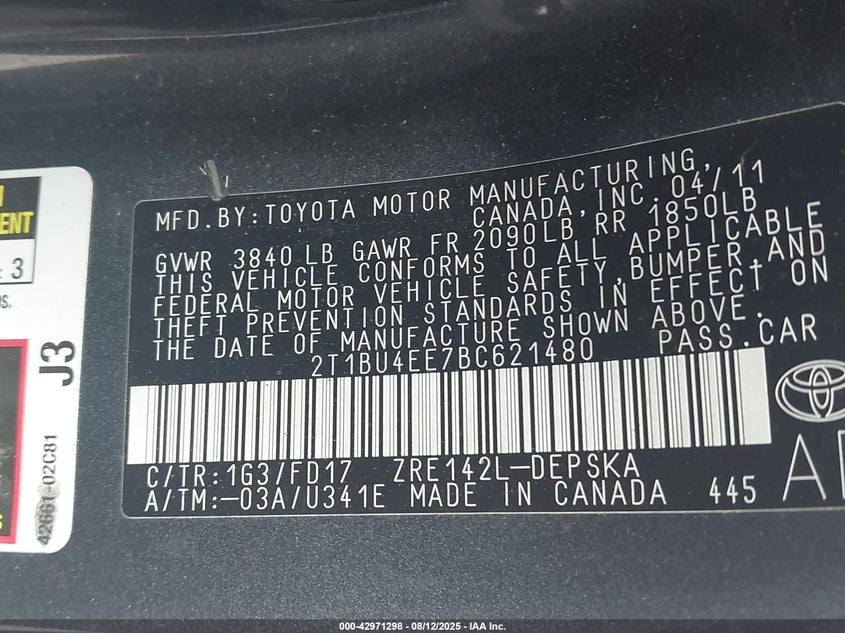 MFD.BY:TOYOTA MOTOR MANUFACTURING,
CANADA,INC. 04/11
GVWR 3840 LB GAWR FR 2090LB, RR 1850LB
THIS VEHICLE CONFORMS TO ALL APPLICABLE
FEDERAL MOTOR VEHICLE SAFETY,BUMPER,AND
THEFT PREVENTION STANDARDS IN EFFECT ON
THE DATE OF MANUFACTURE SHOWN ABOVE.
2T1BU4EE7BC621480 PASS.CAR
C/TR:1G3/FD17 ZRE142L-DEPSKA
A/TM:-03A/U341E MADE IN CANADA 445
: 3
J3
42661-02C81
000-42971298 - 08/12/2025 - IAA Inc.